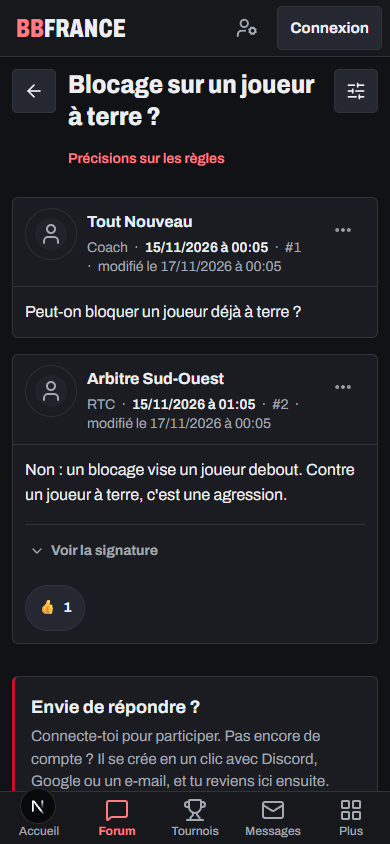 BBFRANCE
Connexion
Blocage sur un joueur
à terre ?
Précisions sur les règles
Tout Nouveau
Coach · 15/11/2026 à 00:05 · #1
· modifié le 17/11/2026 à 00:05
Peut-on bloquer un joueur déjà à terre ?
Arbitre Sud-Ouest
RTC · 15/11/2026 à 01:05 · #2 ·
modifié le 17/11/2026 à 00:05
Non : un blocage vise un joueur debout. Contre
un joueur à terre, c'est une agression.
Voir la signature
👍 1
Envie de répondre ?
Connecte-toi pour participer. Pas encore de
compte ? Il se crée en un clic avec Discord,
Google ou un e-mail, et tu reviens ici ensuite.
N
Accueil
Forum
Tournois
Messages
Plus